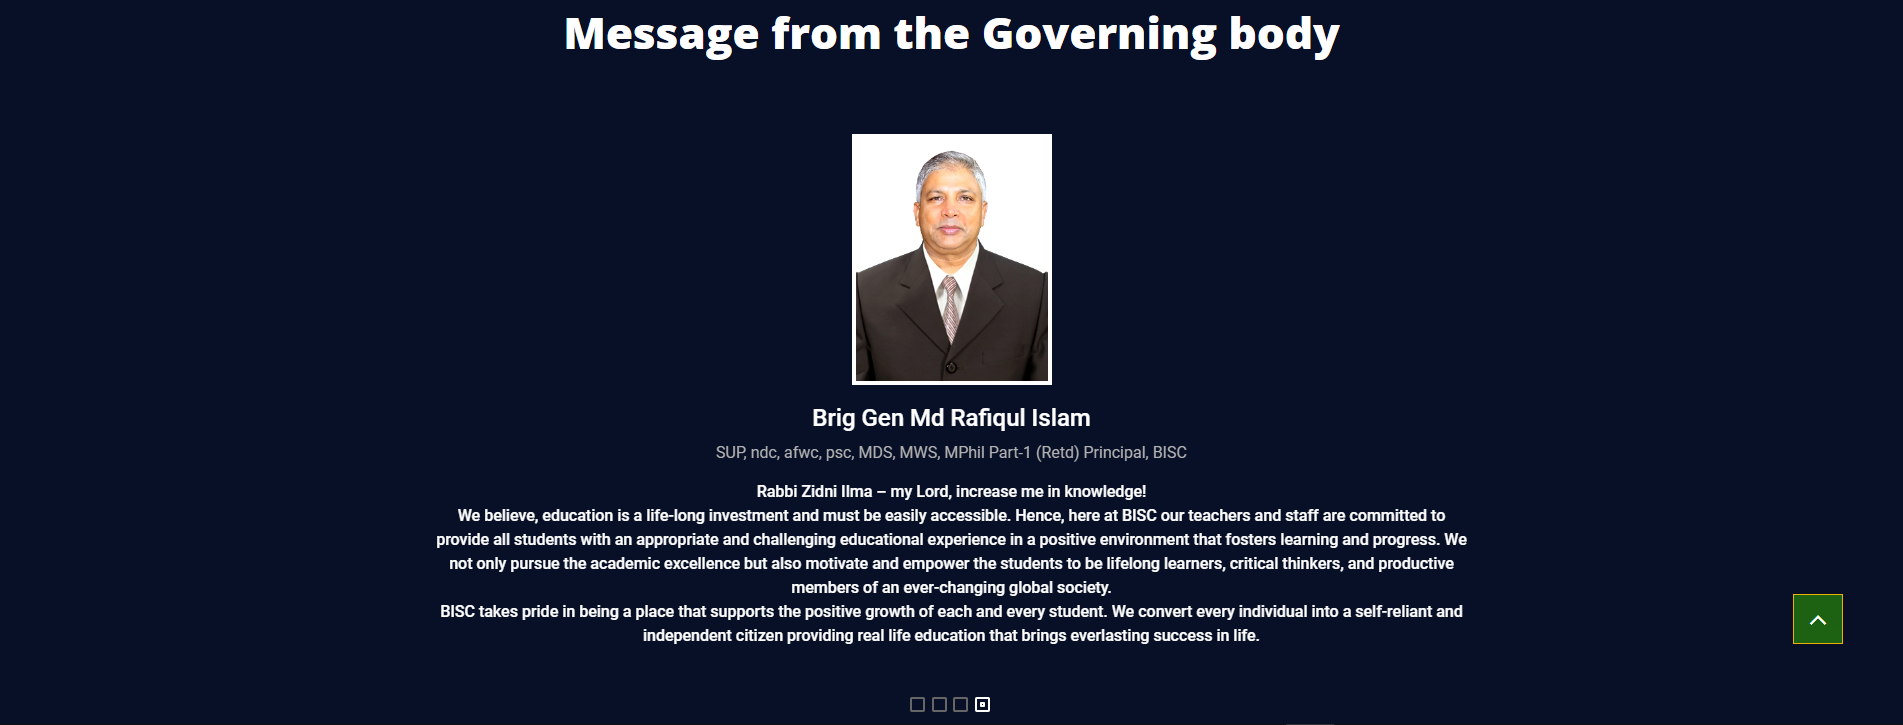 Message from the Governing body
Brig Gen Md Rafiqul Islam
SUP, ndc, afwc, psc, MDS, MWS, MPhil Part-1 (Retd) Principal, BISC
Rabbi Zidni Ilma – my Lord, increase me in knowledge!
We believe, education is a life-long investment and must be easily accessible. Hence, here at BISC our teachers and staff are committed to
provide all students with an appropriate and challenging educational experience in a positive environment that fosters learning and progress. We
not only pursue the academic excellence but also motivate and empower the students to be lifelong learners, critical thinkers, and productive
members of an ever-changing global society.
BISC takes pride in being a place that supports the positive growth of each and every student. We convert every individual into a self-reliant and
independent citizen providing real life education that brings everlasting success in life.